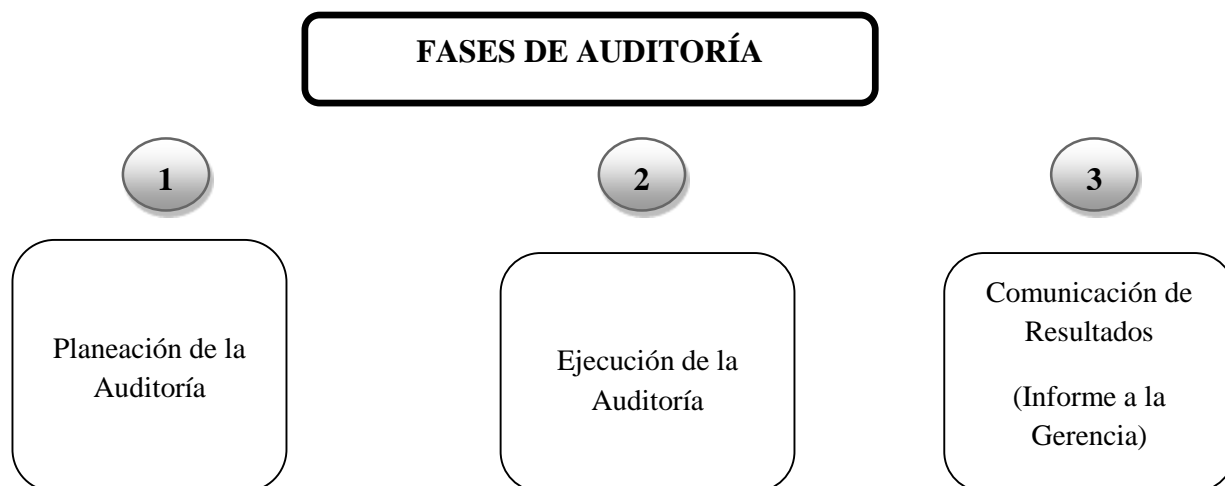 FASES DE AUDITORÍA
1
2
3
Planeación de la
Auditoría
Ejecución de la
Auditoría
Comunicación de
Resultados
(Informe a la
Gerencia)